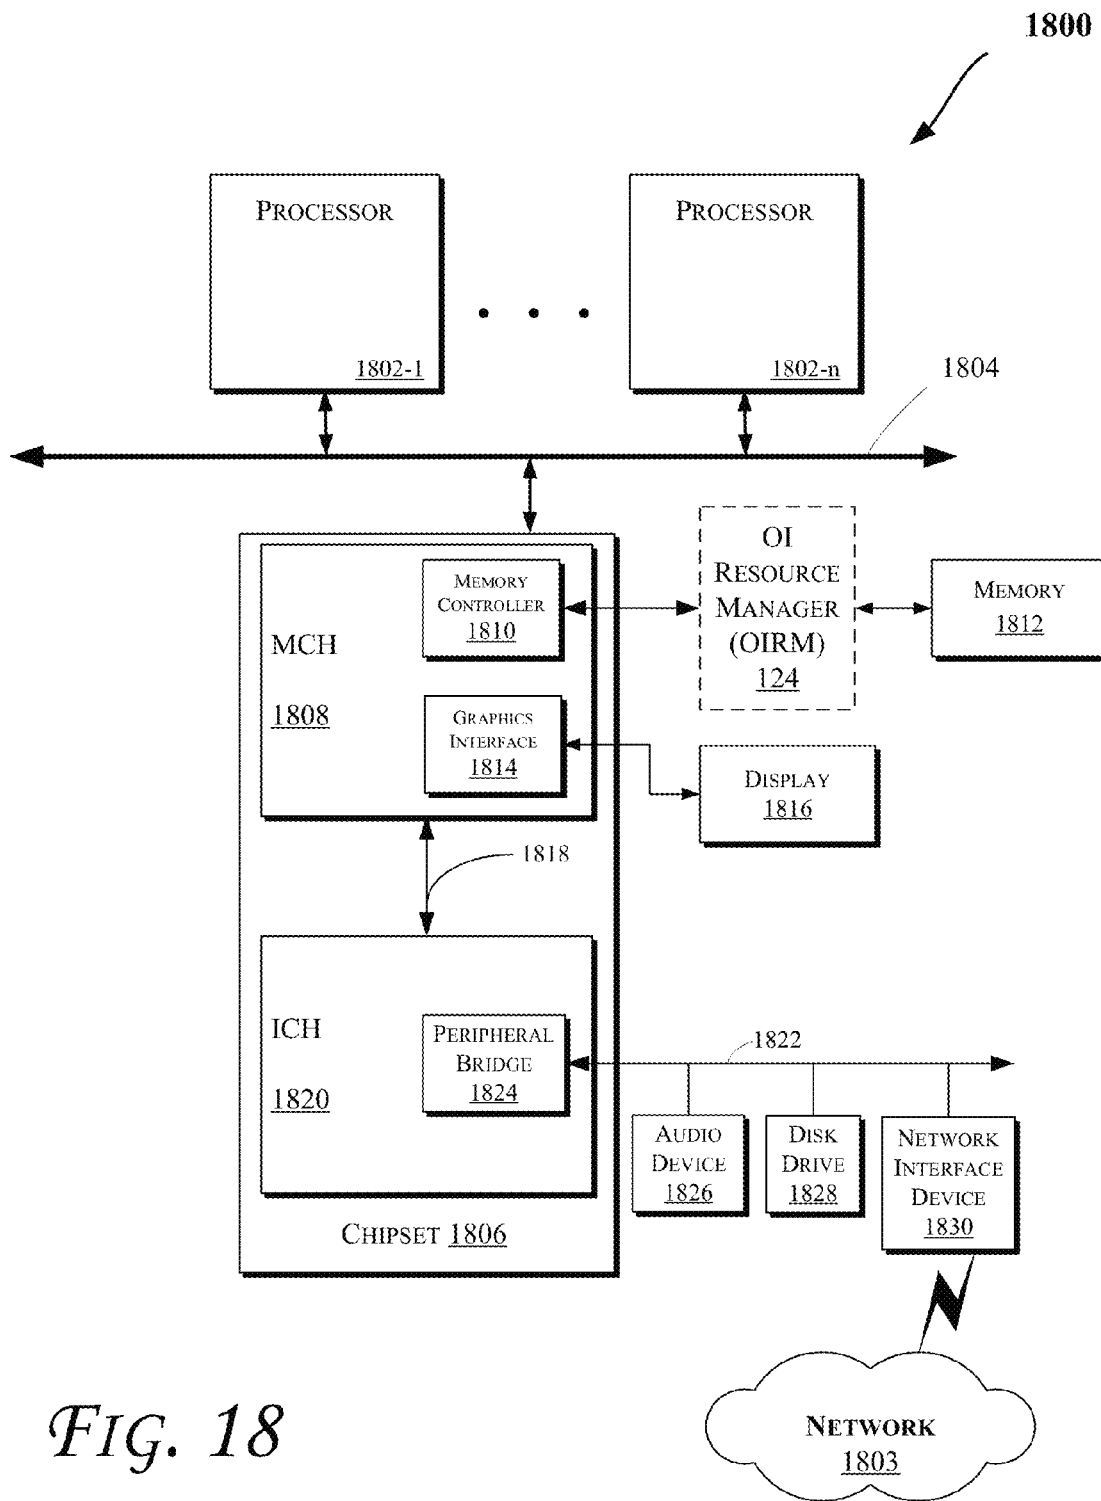 1800
PROCESSOR
1802-1
PROCESSOR
1802-n
1804
MCH
1808
MEMORY
CONTROLLER
1810
GRAPHICS
INTERFACE
1814
OI
RESOURCE
MANAGER
(OIRM)
124
MEMORY
1812
DISPLAY
1816
1818
ICH
1820
PERIPHERAL
BRIDGE
1824
1822
AUDIO
DEVICE
1826
DISK
DRIVE
1828
NETWORK
INTERFACE
DEVICE
1830
CHIPSET 1806
NETWORK
1803
FIG. 18